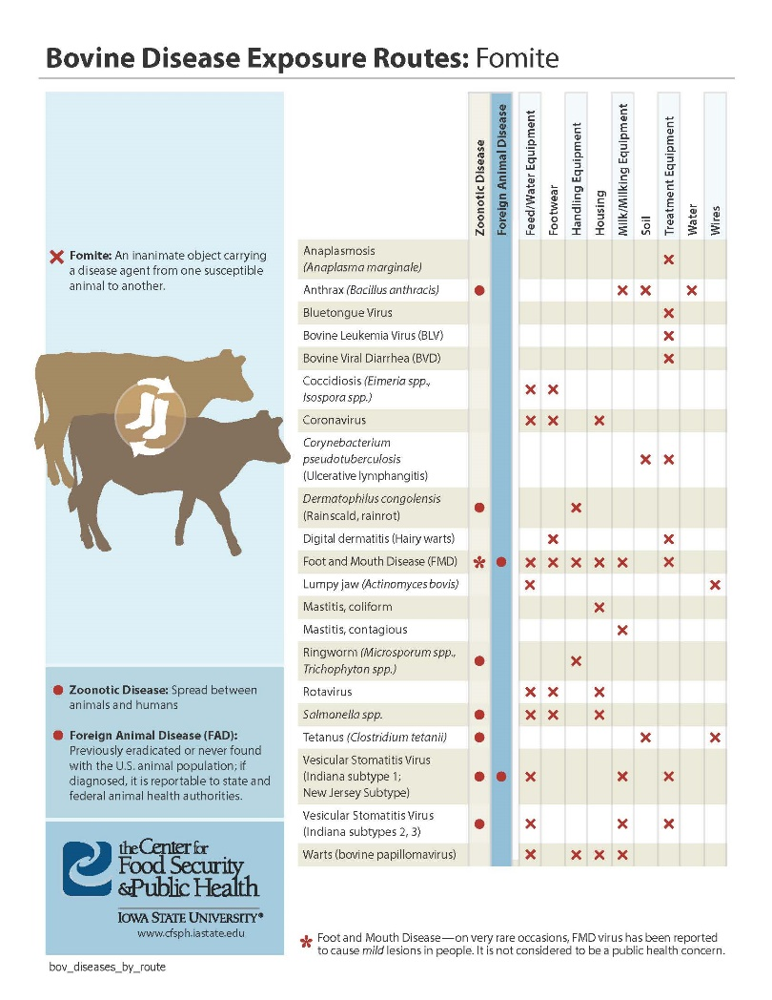 Bovine Disease Exposure Routes: Fomite
Fomite: An inanimate object carrying
a disease agent from one susceptible
animal to another.
Zoonotic Disease: Spread between
animals and humans
Foreign Animal Disease (FAD):
Previously eradicated or never found
with the U.S. animal population; if
diagnosed, it is reportable to state and
federal animal health authorities.
the Center for
Food Security
&Public Health
IOWA STATE UNIVERSITY®
www.cfsph.iastate.edu
bov_diseases_by_route
Zoonotic Disease
Foreign Animal Disease
Feed/Water Equipment
Footwear
Handling Equipment
Housing
Milk/Milking Equipment
Soil
Treatment Equipment
Water
Wires
Anaplasmosis
(Anaplasma marginale)
Anthrax (Bacillus anthracis)
Bluetongue Virus
Bovine Leukemia Virus (BLV)
Bovine Viral Diarrhea (BVD)
Coccidiosis (Eimeria spp.,
Isospora spp.)
Coronavirus
Corynebacterium
pseudotuberculosis
(Ulcerative lymphangitis)
Dermatophilus congolensis
(Rainscald, rainrot)
Digital dermatitis (Hairy warts)
Foot and Mouth Disease (FMD)
Lumpy jaw (Actinomyces bovis)
Mastitis, coliform
Mastitis, contagious
Ringworm (Microsporum spp.,
Trichophyton spp.)
Rotavirus
Salmonella spp.
Tetanus (Clostridium tetanii)
Vesicular Stomatitis Virus
(Indiana subtype 1;
New Jersey Subtype)
Vesicular Stomatitis Virus
(Indiana subtypes 2, 3)
Warts (bovine papillomavirus)
* Foot and Mouth Disease—on very rare occasions, FMD virus has been reported
to cause mild lesions in people. It is not considered to be a public health concern.